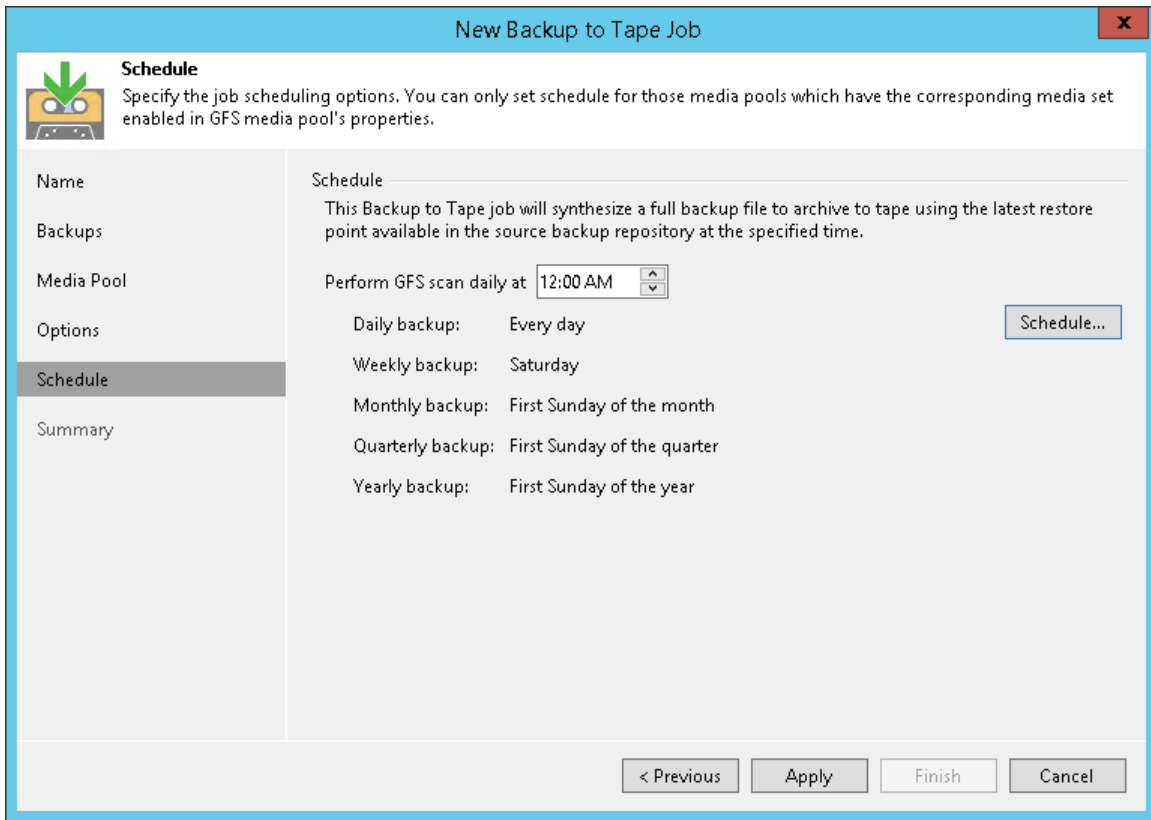 New Backup to Tape Job
X
Schedule
Specify the job scheduling options. You can only set schedule for those media pools which have the corresponding media set
enabled in GFS media pool's properties.
Name
Backups
Media Pool
Options
Schedule
Summary
Schedule
This Backup to Tape job will synthesize a full backup file to archive to tape using the latest restore
point available in the source backup repository at the specified time.
Perform GFS scan daily at 12:00 AM
Daily backup: Every day
Schedule...
Weekly backup: Saturday
Monthly backup: First Sunday of the month
Quarterly backup: First Sunday of the quarter
Yearly backup: First Sunday of the year
< Previous Apply Finish Cancel